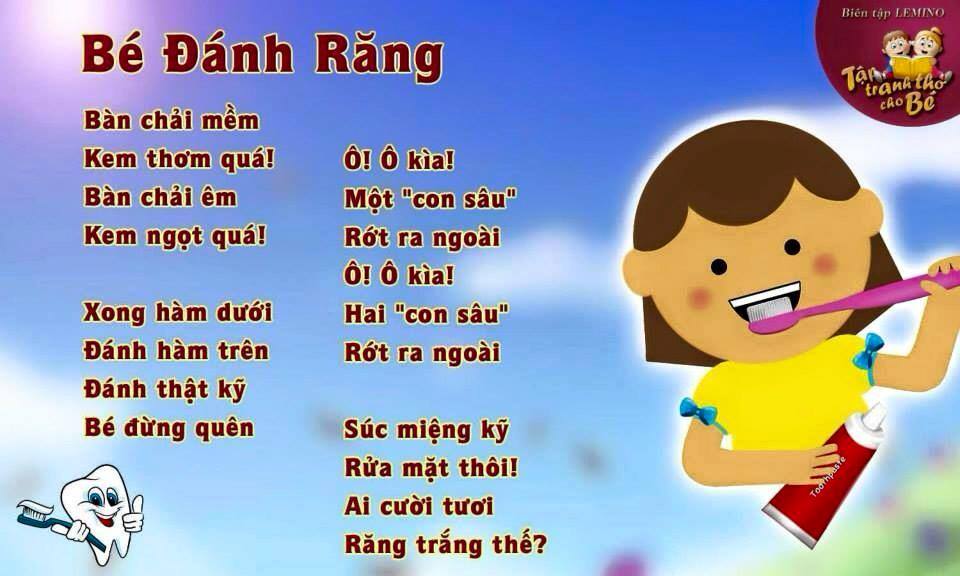 Biên tập LEMINO
Tập
tranh thơ
cho Bé
Bé Đánh Răng
Bàn chải mềm
Kem thơm quá!
Bàn chải êm
Kem ngọt quá!
Xong hàm dưới
Đánh hàm trên
Đánh thật kỹ
Bé đừng quên
Ô! Ô kìa!
Một "con sâu"
Rớt ra ngoài
Ô! Ô kìa!
Hai "con sâu"
Rớt ra ngoài
Súc miệng kỹ
Rửa mặt thôi!
Ai cười tươi
Răng trắng thế?
Toothpaste